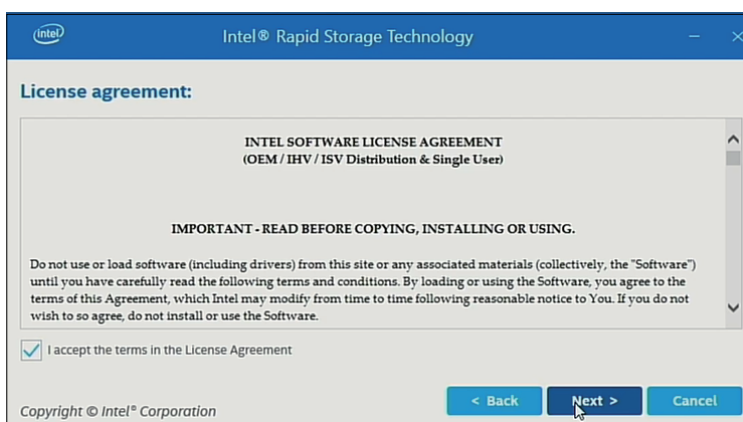 intel
Intel® Rapid Storage Technology
License agreement:
INTEL SOFTWARE LICENSE AGREEMENT
(OEM / IHV / ISV Distribution & Single User)
IMPORTANT - READ BEFORE COPYING, INSTALLING OR USING.
Do not use or load software (including drivers) from this site or any associated materials (collectively, the "Software")
until you have carefully read the following terms and conditions. By loading or using the Software, you agree to the
terms of this Agreement, which Intel may modify from time to time following reasonable notice to You. If you do not
wish to so agree, do not install or use the Software.
I accept the terms in the License Agreement
< Back
Next >
Cancel
Copyright © Intel® Corporation